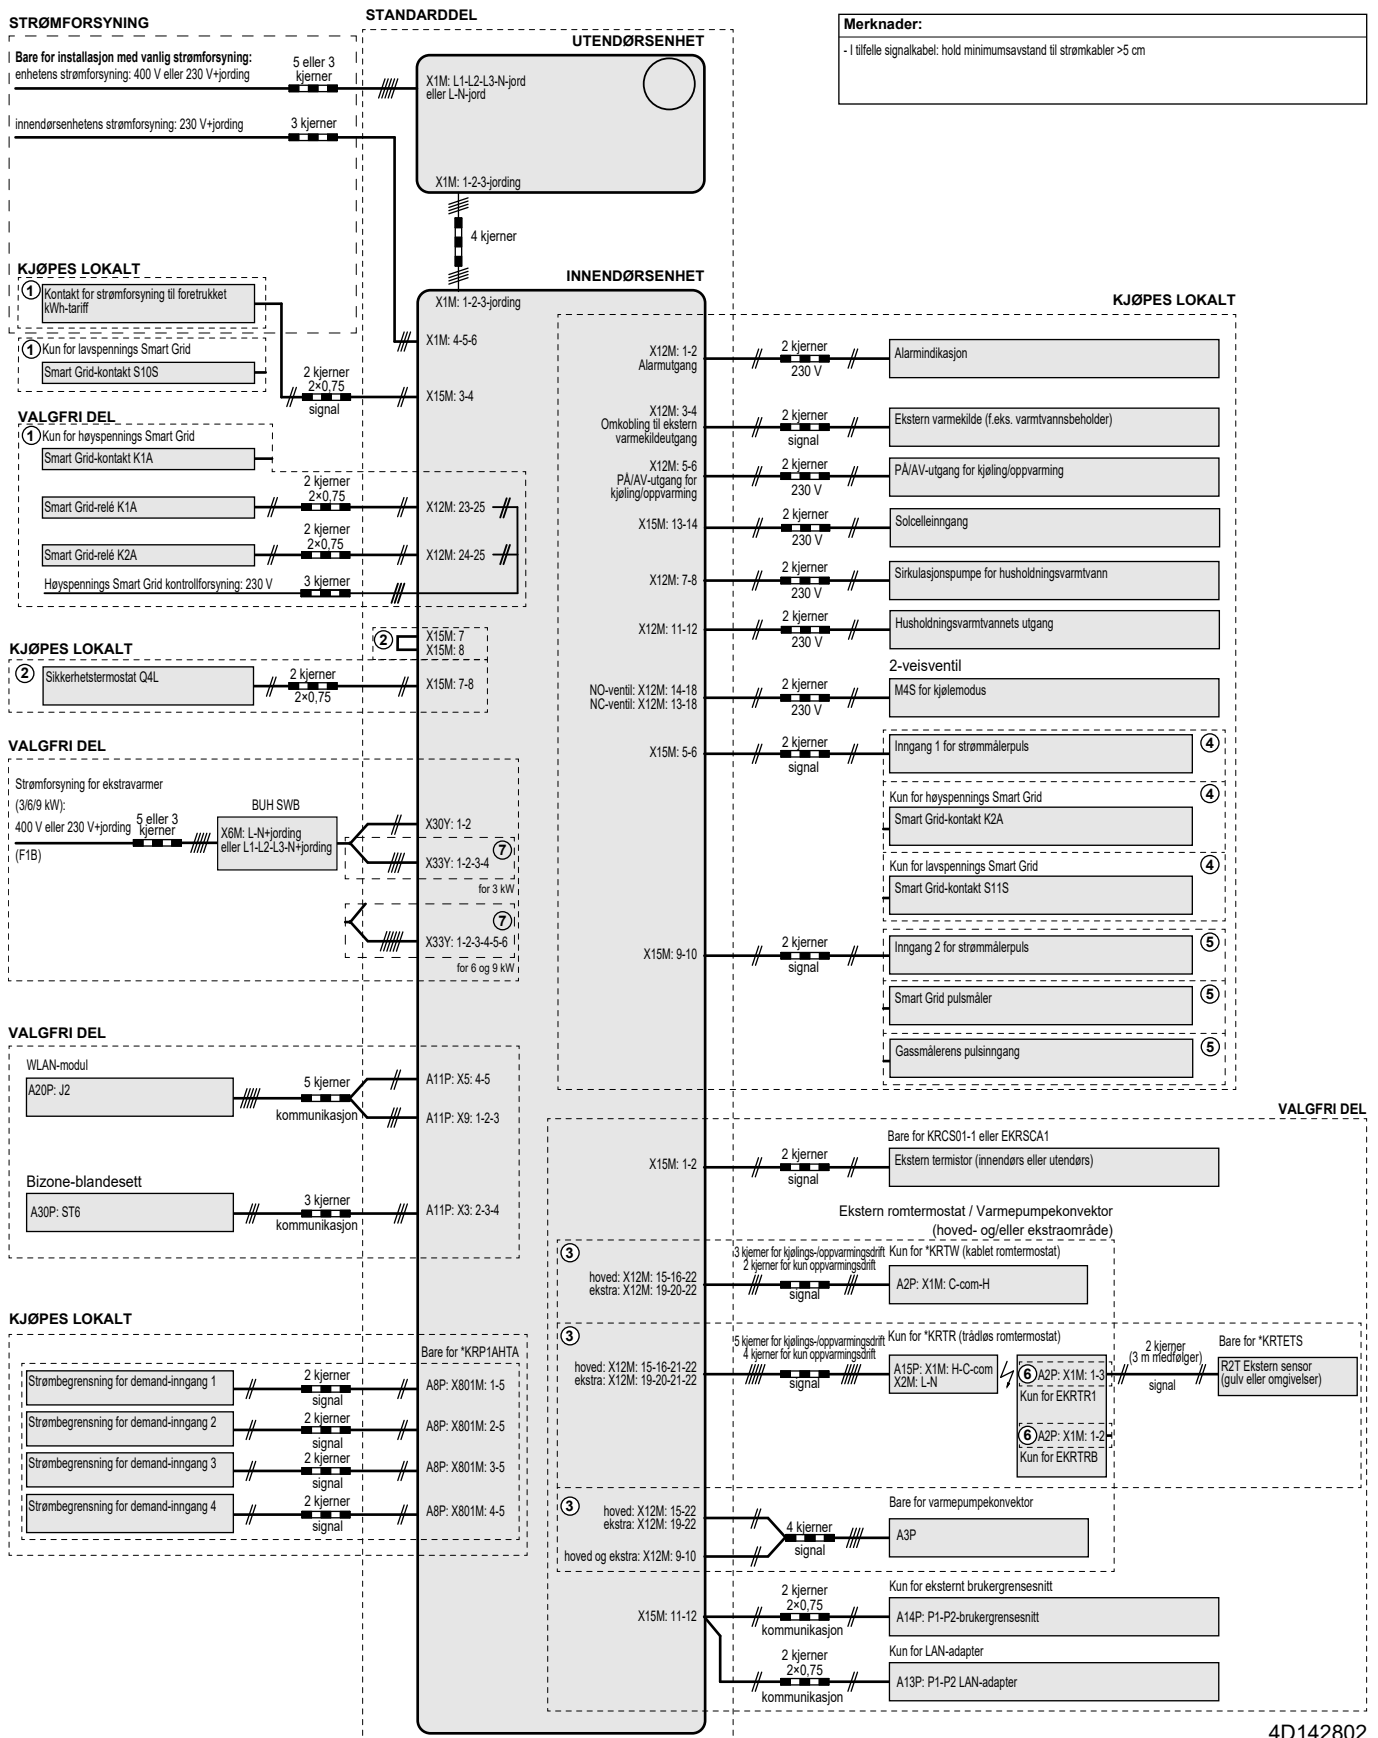 STRØMFORSYNING
Bare for installasjon med vanlig strømforsyning:
enhetens strømforsyning: 400 V eller 230 V+jording
5 eller 3
kjerner
innendørsenhetens strømforsyning: 230 V+jording
3 kjerner
STANDARDDEL
UTENDØRSENHET
X1M: L1-L2-L3-N-jord
eller L-N-jord
X1M: 1-2-3-jording
4 kjerner
Merknader:
- I tilfelle signalkabel: hold minimumsavstand til strømkabler >5 cm
KJØPES LOKALT
1
Kontakt for strømforsyning til foretrukket
kWh-tariff
1
Kun for lavspennings Smart Grid
Smart Grid-kontakt S10S
2 kjerner
2×0,75
signal
VALGFRI DEL
1
Kun for høyspennings Smart Grid
Smart Grid-kontakt K1A
Smart Grid-relé K1A
2 kjerner
2×0,75
Smart Grid-relé K2A
2 kjerner
2×0,75
Høyspennings Smart Grid kontrollforsyning: 230 V
3 kjerner
INNENDØRSENHET
X1M: 1-2-3-jording
X1M: 4-5-6
X15M: 3-4
X12M: 23-25
X12M: 24-25
2
X15M: 7
X15M: 8
KJØPES LOKALT
2
Sikkerhetstermostat Q4L
2 kjerner
2×0,75
X15M: 7-8
VALGFRI DEL
Strømforsyning for ekstravarmer
(3/6/9 kW):
400 V eller 230 V+jording
(F1B)
5 eller 3
kjerner
BUH SWB
X6M: L-N+jording
eller L1-L2-L3-N+jording
X30Y: 1-2
7
X33Y: 1-2-3-4
for 3 kW
7
X33Y: 1-2-3-4-5-6
for 6 og 9 kW
VALGFRI DEL
WLAN-modul
A20P: J2
5 kjerner
kommunikasjon
A11P: X5: 4-5
A11P: X9: 1-2-3
Bizone-blandesett
A30P: ST6
3 kjerner
kommunikasjon
A11P: X3: 2-3-4
KJØPES LOKALT
Bare for *KRP1AHTA
Strømbegrensning for demand-inngang 1
2 kjerner
signal
A8P: X801M: 1-5
Strømbegrensning for demand-inngang 2
2 kjerner
signal
A8P: X801M: 2-5
Strømbegrensning for demand-inngang 3
2 kjerner
signal
A8P: X801M: 3-5
Strømbegrensning for demand-inngang 4
2 kjerner
signal
A8P: X801M: 4-5
KJØPES LOKALT
X12M: 1-2
Alarmutgang
2 kjerner
230 V
Alarmindikasjon
X12M: 3-4
Omkobling til ekstern
varmekildeutgang
2 kjerner
signal
Ekstern varmekilde (f.eks. varmtvannsbeholder)
X12M: 5-6
PÅ/AV-utgang for
kjøling/oppvarming
2 kjerner
230 V
PÅ/AV-utgang for kjøling/oppvarming
X15M: 13-14
2 kjerner
230 V
Solcelleinngang
X12M: 7-8
2 kjerner
230 V
Sirkulasjonspumpe for husholdningsvarmtvann
X12M: 11-12
2 kjerner
230 V
Husholdningsvarmtvannets utgang
2-veisventil
NO-ventil: X12M: 14-18
NC-ventil: X12M: 13-18
2 kjerner
230 V
M4S for kjølemodus
X15M: 5-6
2 kjerner
signal
Inngang 1 for strømmålerpuls
4
Kun for høyspennings Smart Grid
4
Smart Grid-kontakt K2A
Kun for lavspennings Smart Grid
4
Smart Grid-kontakt S11S
X15M: 9-10
2 kjerner
signal
Inngang 2 for strømmålerpuls
5
Smart Grid pulsmåler
5
Gassmålerens pulsinngang
5
VALGFRI DEL
Bare for KRCS01-1 eller EKRSCA1
X15M: 1-2
2 kjerner
signal
Ekstern termistor (innendørs eller utendørs)
Ekstern romtermostat / Varmepumpekonvektor
(hoved- og/eller ekstraområde)
3
hoved: X12M: 15-16-22
ekstra: X12M: 19-20-22
3 kjerner for kjølings-/oppvarmingsdrift
2 kjerner for kun oppvarmingsdrift
signal
Kun for *KRTW (kablet romtermostat)
A2P: X1M: C-com-H
3
hoved: X12M: 15-16-21-22
ekstra: X12M: 19-20-21-22
5 kjerner for kjølings-/oppvarmingsdrift
4 kjerner for kun oppvarmingsdrift
signal
Kun for *KRTR (trådløs romtermostat)
A15P: X1M: H-C-com
X2M: L-N
6
A2P: X1M: 1-3
Kun for EKRTR1
6
A2P: X1M: 1-2
Kun for EKRTRB
2 kjerner
(3 m medfølger)
signal
Bare for *KRTETS
R2T Ekstern sensor
(gulv eller omgivelser)
3
hoved: X12M: 15-22
ekstra: X12M: 19-22
hoved og ekstra: X12M: 9-10
4 kjerner
signal
Bare for varmepumpekonvektor
A3P
X15M: 11-12
2 kjerner
2×0,75
kommunikasjon
Kun for eksternt brukergrensesnitt
A14P: P1-P2-brukergrensesnitt
2 kjerner
2×0,75
kommunikasjon
Kun for LAN-adapter
A13P: P1-P2 LAN-adapter
4D142802